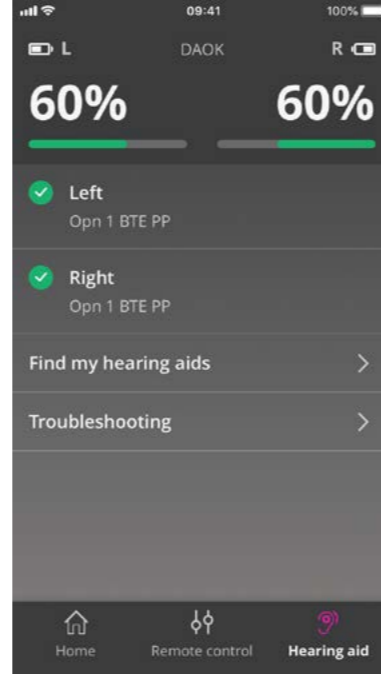 09:41
100%
L DAOK R
60% 60%
Left
Opn 1 BTE PP
Right
Opn 1 BTE PP
Find my hearing aids
Troubleshooting
Home Remote control Hearing aid